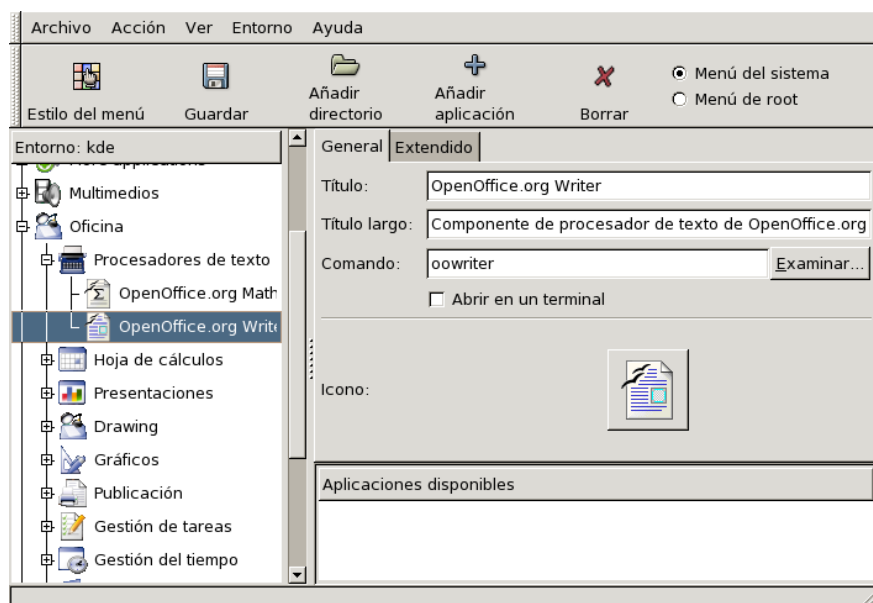 Archivo Acción Ver Entorno Ayuda
Estilo del menú
Guardar
Añadir
directorio
Añadir
aplicación
Borrar
Menú del sistema
Menú de root
Entorno: kde
Multimedios
Oficina
Procesadores de texto
OpenOffice.org Math
OpenOffice.org Write
Hoja de cálculos
Presentaciones
Drawing
Gráficos
Publicación
Gestión de tareas
Gestión del tiempo
General Extendido
Título: OpenOffice.org Writer
Título largo: Componente de procesador de texto de OpenOffice.org
Comando: oowriter Examinar...
Abrir en un terminal
Icono:
Aplicaciones disponibles